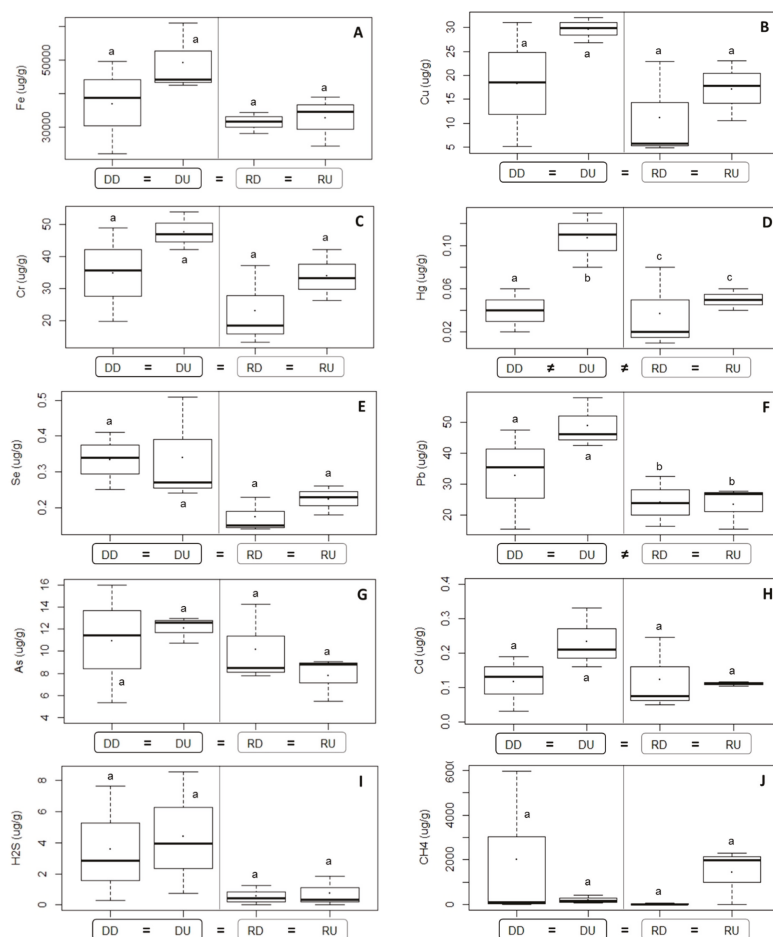 A
Fe (ug/g)
50000
30000
a a a a
DD = DU = RD = RU
B
Cu (ug/g)
30
25
20
15
10
5
a a a a
DD = DU = RD = RU
C
Cr (ug/g)
50
40
30
20
a a a a
DD = DU = RD = RU
D
Hg (ug/g)
0.10
0.06
0.02
a b c c
DD ≠ DU ≠ RD = RU
E
Se (ug/g)
0.5
0.4
0.3
0.2
a a a a
DD = DU = RD = RU
F
Pb (ug/g)
50
40
30
20
a a b b
DD = DU ≠ RD = RU
G
As (ug/g)
16
14
12
10
8
6
4
a a a a
DD = DU = RD = RU
H
Cd (ug/g)
0.4
0.3
0.2
0.1
0.0
a a a a
DD = DU = RD = RU
I
H2S (ug/g)
8
6
4
2
0
a a a a
DD = DU = RD = RU
J
CH4 (ug/g)
6000
4000
2000
0
a a a a
DD = DU = RD = RU